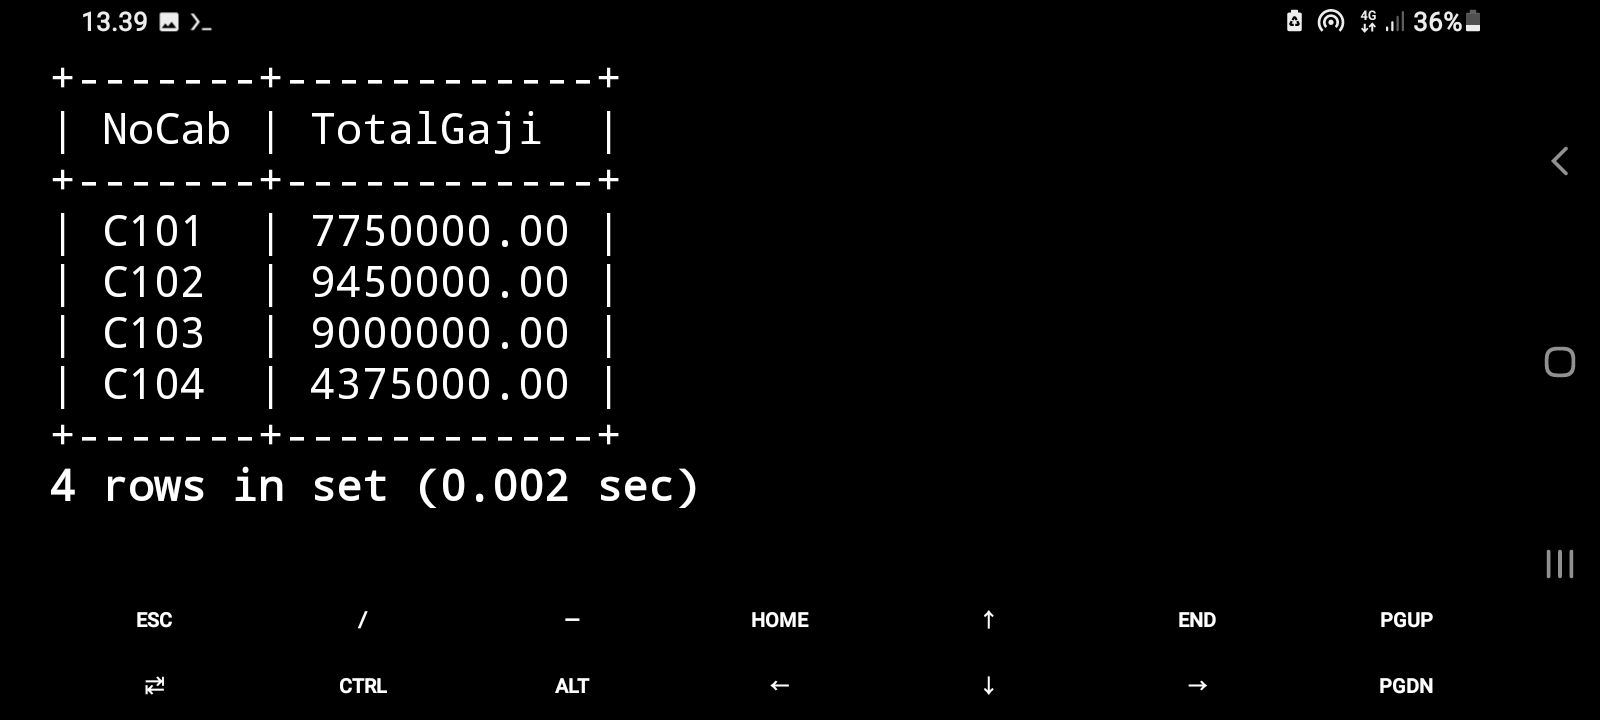 13.39 4G 36%
+-------+------------+
| NoCab | TotalGaji  |
+-------+------------+
| C101  | 7750000.00 |
| C102  | 9450000.00 |
| C103  | 9000000.00 |
| C104  | 4375000.00 |
+-------+------------+
4 rows in set (0.002 sec)
ESC / — HOME ↑ END PGUP
⇄ CTRL ALT ← ↓ → PGDN